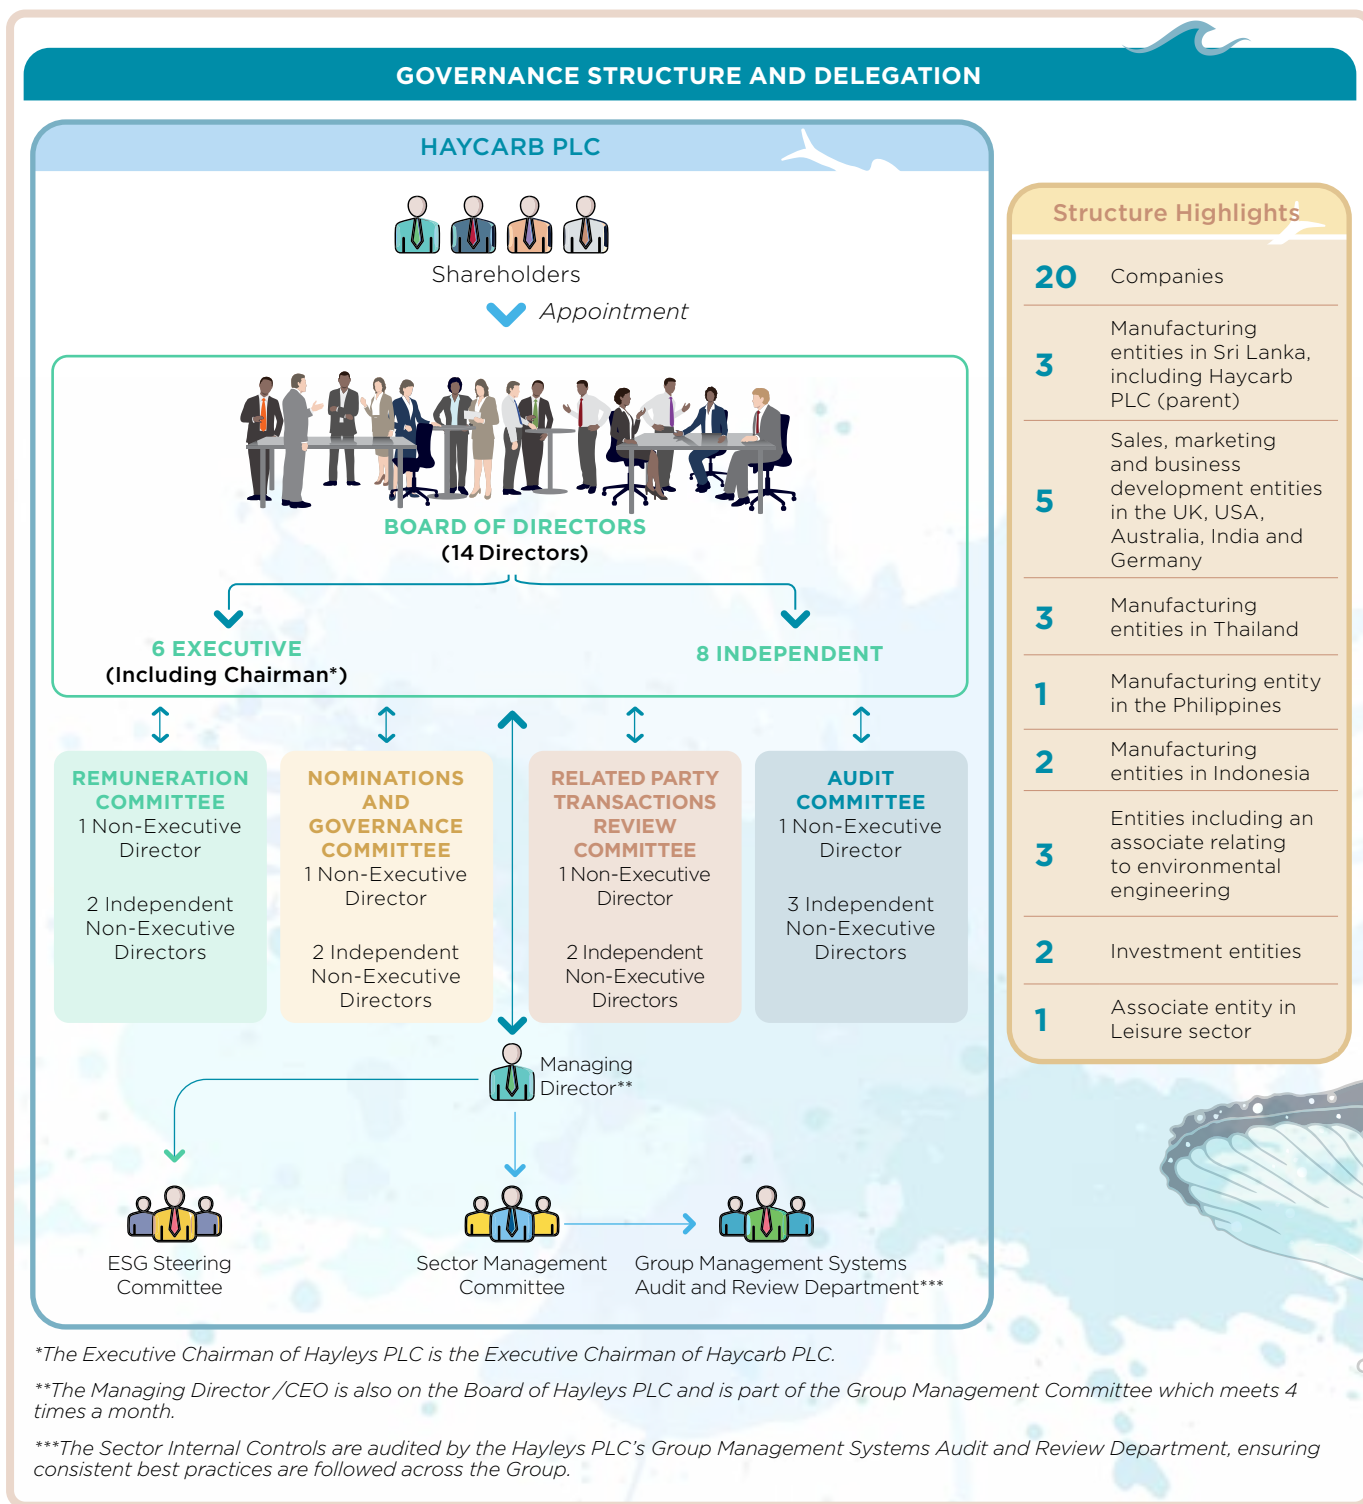 GOVERNANCE STRUCTURE AND DELEGATION
HAYCARB PLC
Shareholders
Appointment
BOARD OF DIRECTORS
(14 Directors)
6 EXECUTIVE
(Including Chairman*)
8 INDEPENDENT
REMUNERATION
COMMITTEE
1 Non-Executive
Director
2 Independent
Non-Executive
Directors
NOMINATIONS
AND
GOVERNANCE
COMMITTEE
1 Non-Executive
Director
2 Independent
Non-Executive
Directors
RELATED PARTY
TRANSACTIONS
REVIEW
COMMITTEE
1 Non-Executive
Director
2 Independent
Non-Executive
Directors
AUDIT
COMMITTEE
1 Non-Executive
Director
3 Independent
Non-Executive
Directors
Managing
Director**
ESG Steering
Committee
Sector Management
Committee
Group Management Systems
Audit and Review Department***
Structure Highlights
20 Companies
3 Manufacturing
entities in Sri Lanka,
including Haycarb
PLC (parent)
5 Sales, marketing
and business
development entities
in the UK, USA,
Australia, India and
Germany
3 Manufacturing
entities in Thailand
1 Manufacturing entity
in the Philippines
2 Manufacturing
entities in Indonesia
3 Entities including an
associate relating
to environmental
engineering
2 Investment entities
1 Associate entity in
Leisure sector
*The Executive Chairman of Hayleys PLC is the Executive Chairman of Haycarb PLC.
**The Managing Director /CEO is also on the Board of Hayleys PLC and is part of the Group Management Committee which meets 4
times a month.
***The Sector Internal Controls are audited by the Hayleys PLC's Group Management Systems Audit and Review Department, ensuring
consistent best practices are followed across the Group.